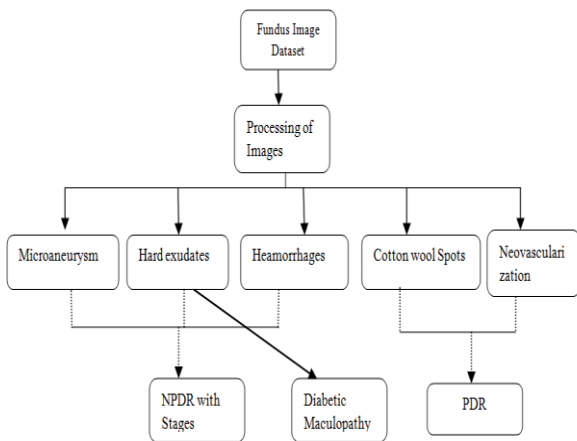 Fundus Image
Dataset
Processing of
Images
Microaneurysm
Hard exudates
Heamorrhages
Cotton wool Spots
Neovasculari
zation
NPDR with
Stages
Diabetic
Maculopathy
PDR